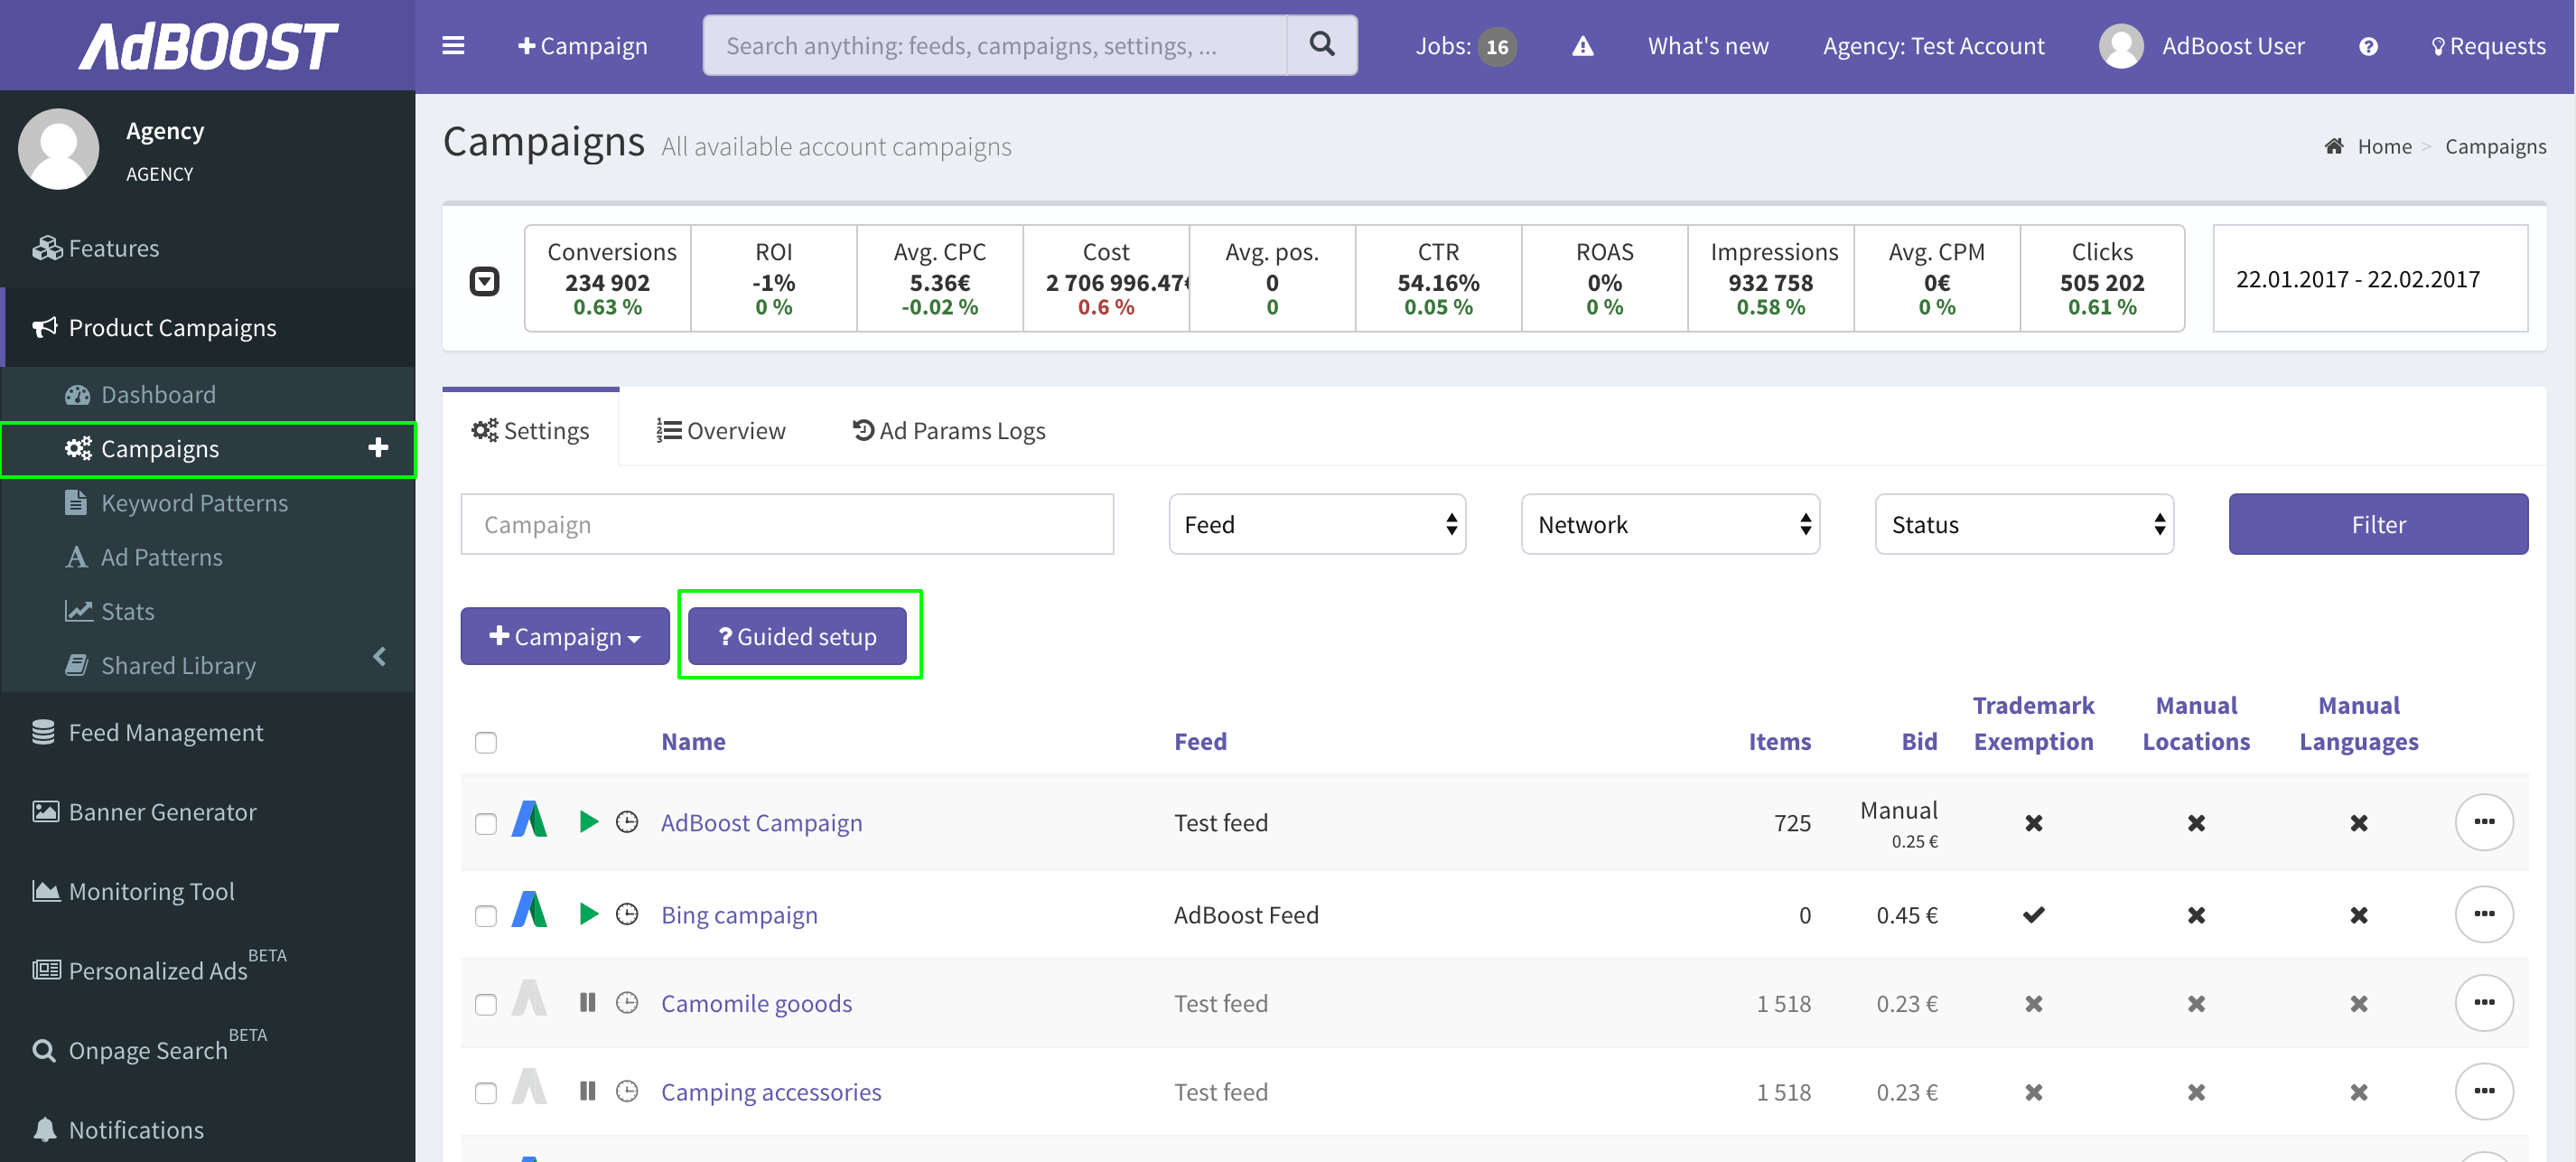 AdBOOST
Campaign
Search anything: feeds, campaigns, settings, ...
Jobs: 16
What's new
Agency: Test Account
AdBoost User
Requests
Agency
AGENCY
Features
Product Campaigns
Dashboard
Campaigns
Keyword Patterns
Ad Patterns
Stats
Shared Library
Feed Management
Banner Generator
Monitoring Tool
Personalized Ads BETA
Onpage Search BETA
Notifications
Campaigns All available account campaigns
Home > Campaigns
Conversions
234 902
0.63 %
ROI
-1%
0 %
Avg. CPC
5.36€
-0.02 %
Cost
2 706 996.47€
0.6 %
Avg. pos.
0
0
CTR
54.16%
0.05 %
ROAS
0%
0 %
Impressions
932 758
0.58 %
Avg. CPM
0€
0 %
Clicks
505 202
0.61 %
22.01.2017 - 22.02.2017
Settings
Overview
Ad Params Logs
Campaign
Feed
Network
Status
Filter
Campaign
? Guided setup
Name
Feed
Items
Bid
Trademark
Exemption
Manual
Locations
Manual
Languages
AdBoost Campaign
Test feed
725
Manual
0.25 €
Bing campaign
AdBoost Feed
0
0.45 €
Camomile gooods
Test feed
1 518
0.23 €
Camping accessories
Test feed
1 518
0.23 €